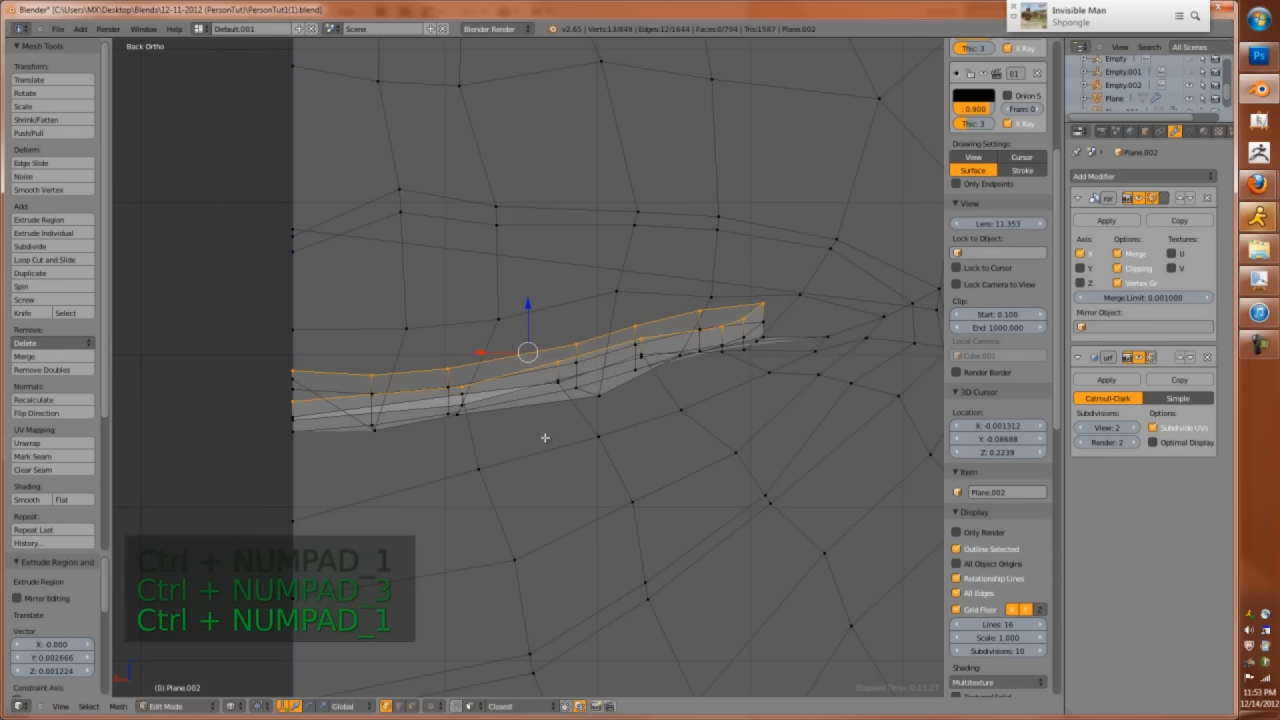 Blender* [C:\Users\MX\Desktop\Blends\12-11-2012 (PersonTut)\PersonTut1(1).blend]
Invisible Man
Shpongle
File Add Render Window Help Default.001 Scene Blender Render v2.65 | Verts:13/849 | Edges:12/1644 | Faces:0/794 | Tris:1587 | Plane.002
View Search All Scenes
Mesh Tools
Back Ortho
Transform:
Translate
Rotate
Scale
Shrink/Fatten
Push/Pull
Deform:
Edge Slide
Noise
Smooth Vertex
Add:
Extrude Region
Extrude Individual
Subdivide
Loop Cut and Slide
Duplicate
Spin
Screw
Knife Select
Remove:
Delete
Merge
Remove Doubles
Normals:
Recalculate
Flip Direction
UV Mapping:
Unwrap
Mark Seam
Clear Seam
Shading:
Smooth Flat
Repeat:
Repeat Last
History...
Extrude Region and
Extrude Region
Mirror Editing
Translate
Vector
X: -0.000
Y: 0.002666
Z: 0.001224
Constraint Axis
Ctrl + NUMPAD_1
Ctrl + NUMPAD_3
Ctrl + NUMPAD_1
(0) Plane.002
Elapsed Time: 0:13:27
View Select Mesh Edit Mode Global Closest
Thic: 3 X Ray
01
Onion S
0.900 Fram: 0
Thic: 3 X Ray
Drawing Settings:
View Cursor
Surface Stroke
Only Endpoints
View
Lens: 11.353
Lock to Object:
Lock to Cursor
Lock Camera to View
Clip:
Start: 0.100
End: 1000.000
Local Camera:
Cube.001
Render Border
3D Cursor
Location:
X: -0.001312
Y: -0.08688
Z: 0.2239
Item
Plane.002
Display
Only Render
Outline Selected
All Object Origins
Relationship Lines
All Edges
Grid Floor X Y Z
Lines: 16
Scale: 1.000
Subdivisions: 10
Shading:
Multitexture
Empty
Empty.001
Empty.002
Plane
Plane.002
Add Modifier
ror
Apply Copy
Axis: Options: Textures:
X Merge U
Y Clipping V
Z Vertex Gr
Merge Limit: 0.001000
Mirror Object:
urf
Apply Copy
Catmull-Clark Simple
Subdivisions: Options:
View: 2 Subdivide UVs
Render: 2 Optimal Display
Ps
11:53 PM
12/14/2012